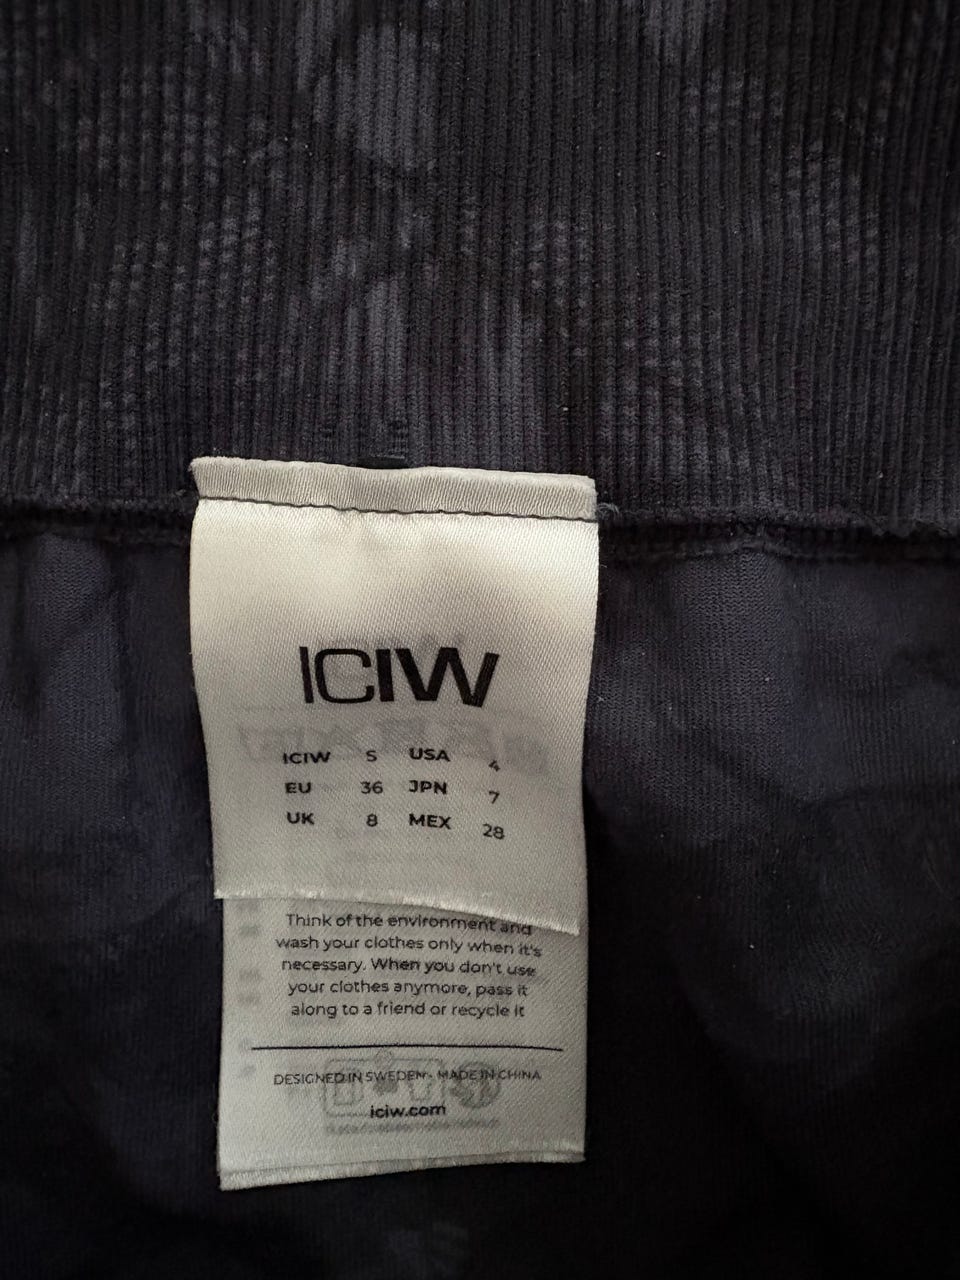 ICIW
ICIW S USA 4
EU 36 JPN 7
UK 8 MEX 28
Think of the environment and
wash your clothes only when it's
necessary. When you don't use
your clothes anymore, pass it
along to a friend or recycle it
DESIGNED IN SWEDEN - MADE IN CHINA
iciw.com